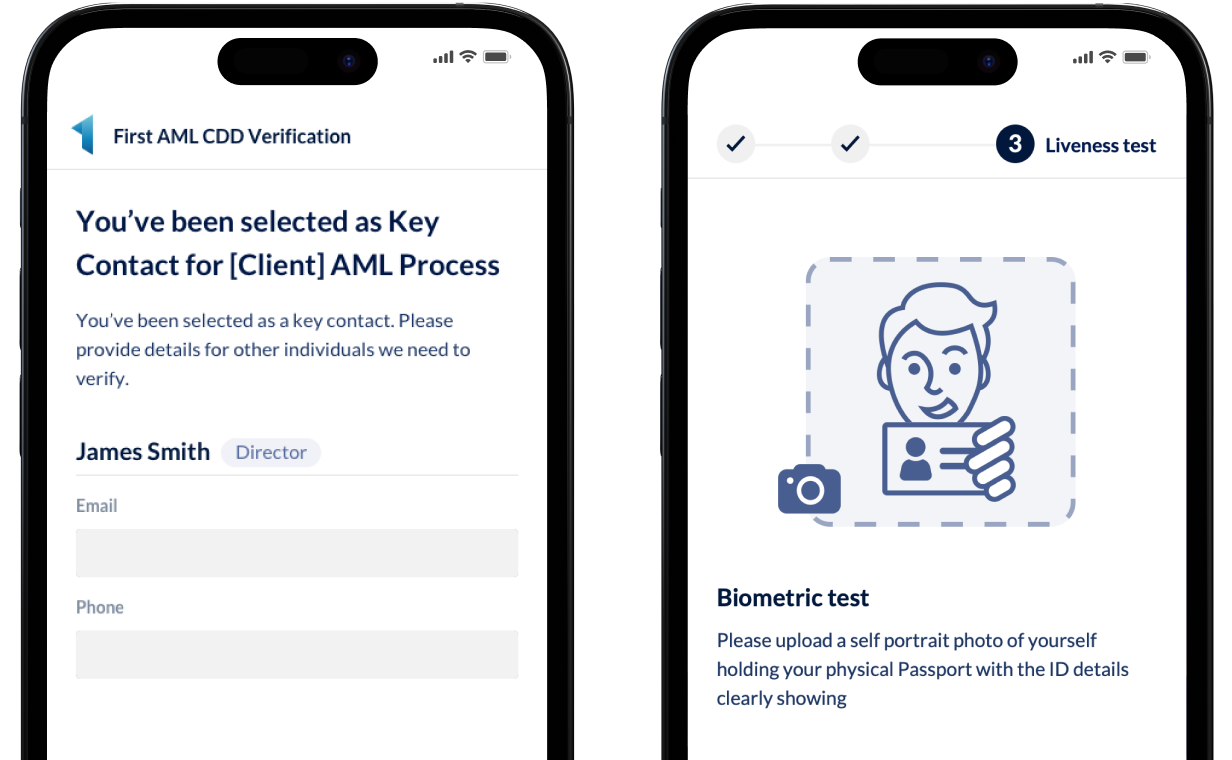 First AML CDD Verification
You’ve been selected as Key
Contact for [Client] AML Process
You’ve been selected as a key contact. Please
provide details for other individuals we need to
verify.
James Smith Director
Email
Phone
3 Liveness test
Biometric test
Please upload a self portrait photo of yourself
holding your physical Passport with the ID details
clearly showing